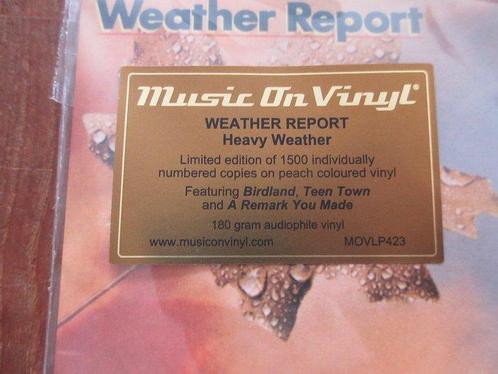 Weather Report
Music On Vinyl®
WEATHER REPORT
Heavy Weather
Limited edition of 1500 individually
numbered copies on peach coloured vinyl
Featuring Birdland, Teen Town
and A Remark You Made
180 gram audiophile vinyl
www.musiconvinyl.com MOVLP423